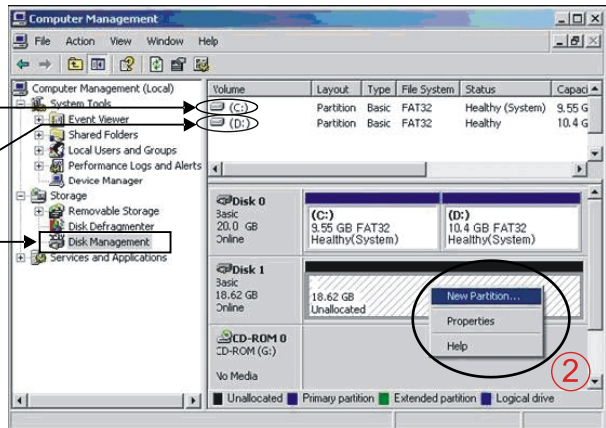 Computer Management
File Action View Window Help
Computer Management (Local)
System Tools
Event Viewer
Shared Folders
Local Users and Groups
Performance Logs and Alerts
Device Manager
Storage
Removable Storage
Disk Defragmenter
Disk Management
Services and Applications
Volume Layout Type File System Status Capaci
(C:) Partition Basic FAT32 Healthy (System) 9.55 G
(D:) Partition Basic FAT32 Healthy 10.4 G
Disk 0
Basic
20.0 GB
Online
(C:)
9.55 GB FAT32
Healthy(System)
(D:)
10.4 GB FAT32
Healthy(System)
Disk 1
Basic
18.62 GB
Online
18.62 GB
Unallocated
New Partition...
Properties
Help
CD-ROM 0
CD-ROM (G:)
No Media
2
Unallocated Primary partition Extended partition Logical drive